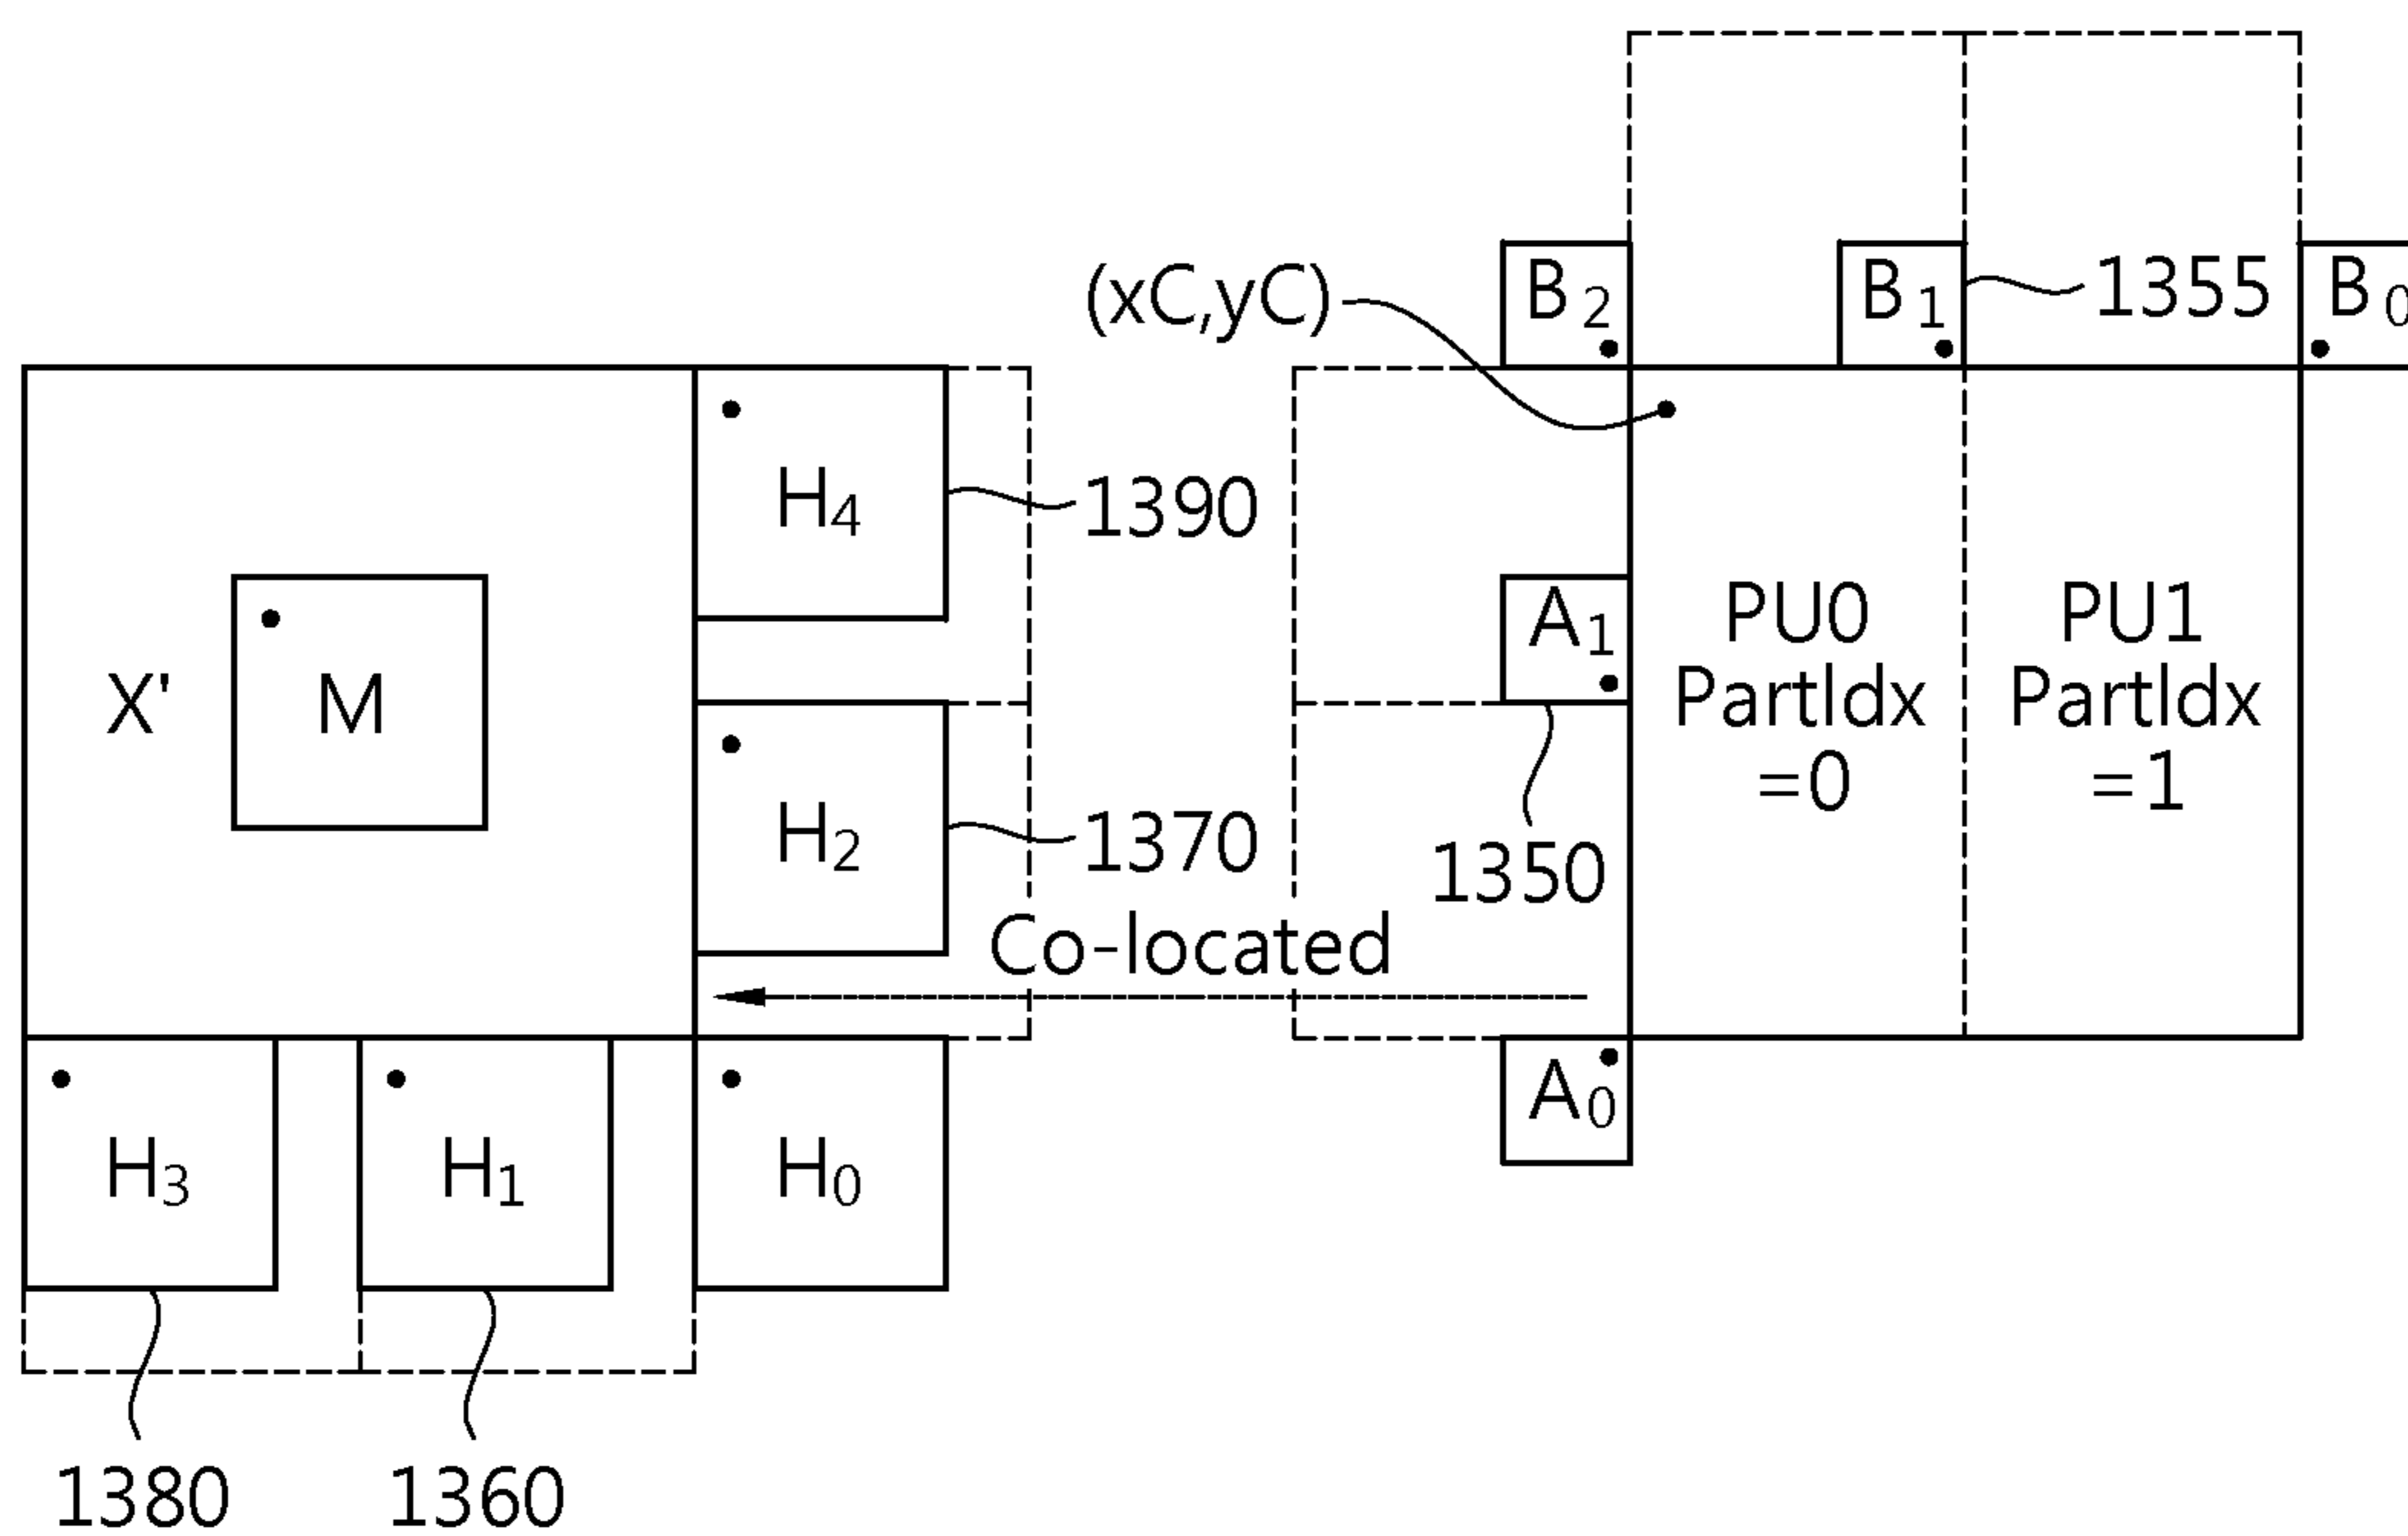 (xC,yC)
B2
B1
1355
B0
H4
1390
X'
M
A1
PU0
PartIdx
=0
PU1
PartIdx
=1
H2
1370
1350
Co-located
A0
H3
H1
H0
1380
1360